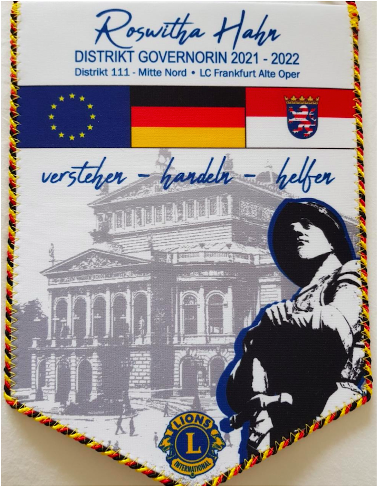 Roswitha Hahn
DISTRIKT GOVERNORIN 2021 - 2022
Distrikt 111 - Mitte Nord • LC Frankfurt Alte Oper
verstehen - handeln - helfen
LIONS
L
INTERNATIONAL